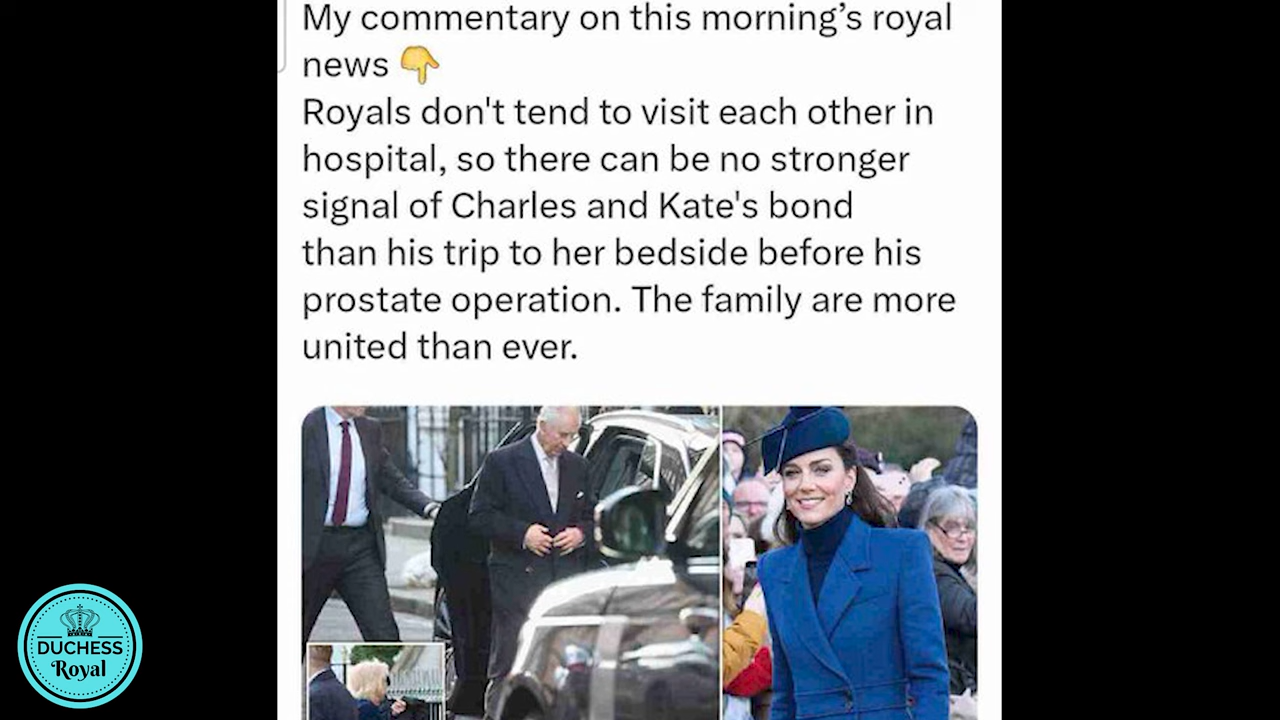 My commentary on this morning’s royal
news 👇
Royals don't tend to visit each other in
hospital, so there can be no stronger
signal of Charles and Kate's bond
than his trip to her bedside before his
prostate operation. The family are more
united than ever.
DUCHESS
Royal